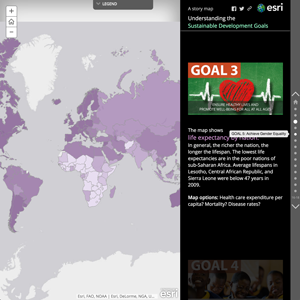 LEGEND
A story map
esri
Understanding the
Sustainable Development Goals
GOAL 3
ENSURE HEALTHY LIVES AND
PROMOTE WELL-BEING FOR ALL AT ALL AGES
The map shows
life expectancy by nation.
GOAL 5: Achieve Gender Equality
In general, the richer the nation, the
longer the lifespan. The lowest life
expectancies are in the poor nations of
sub-Saharan Africa. Average lifespans in
Lesotho, Central African Republic, and
Sierra Leone were below 47 years in
2009.
Map options: Health care expenditure per
capita? Mortality? Disease rates?
GOAL 4
Esri, FAO, NOAA | Esri, DeLorme, NGA, U...
esri